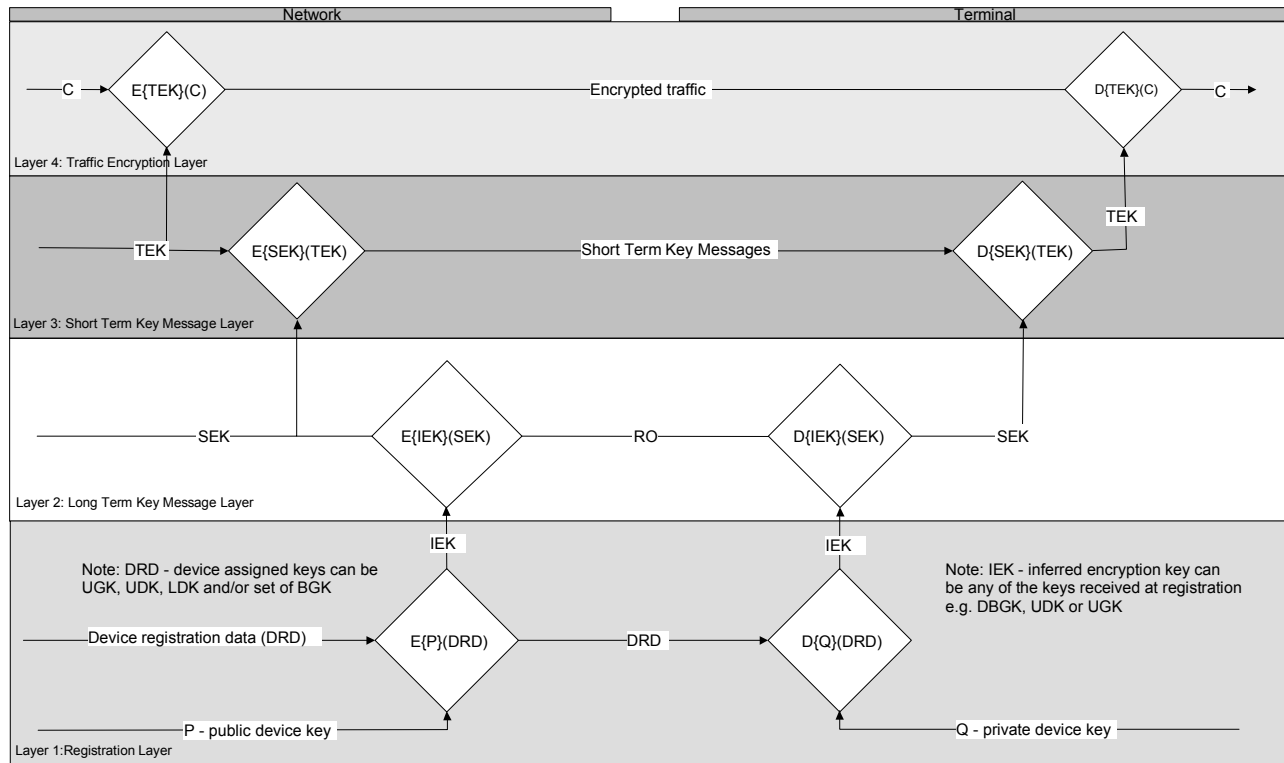 Network
Terminal
C
E{TEK}(C)
Encrypted traffic
D{TEK}(C)
C
Layer 4: Traffic Encryption Layer
TEK
E{SEK}(TEK)
Short Term Key Messages
D{SEK}(TEK)
TEK
Layer 3: Short Term Key Message Layer
SEK
E{IEK}(SEK)
RO
D{IEK}(SEK)
SEK
Layer 2: Long Term Key Message Layer
IEK
IEK
Note: DRD - device assigned keys can be
UGK, UDK, LDK and/or set of BGK
Note: IEK - inferred encryption key can
be any of the keys received at registration
e.g. DBGK, UDK or UGK
Device registration data (DRD)
E{P}(DRD)
DRD
D{Q}(DRD)
P - public device key
Q - private device key
Layer 1:Registration Layer